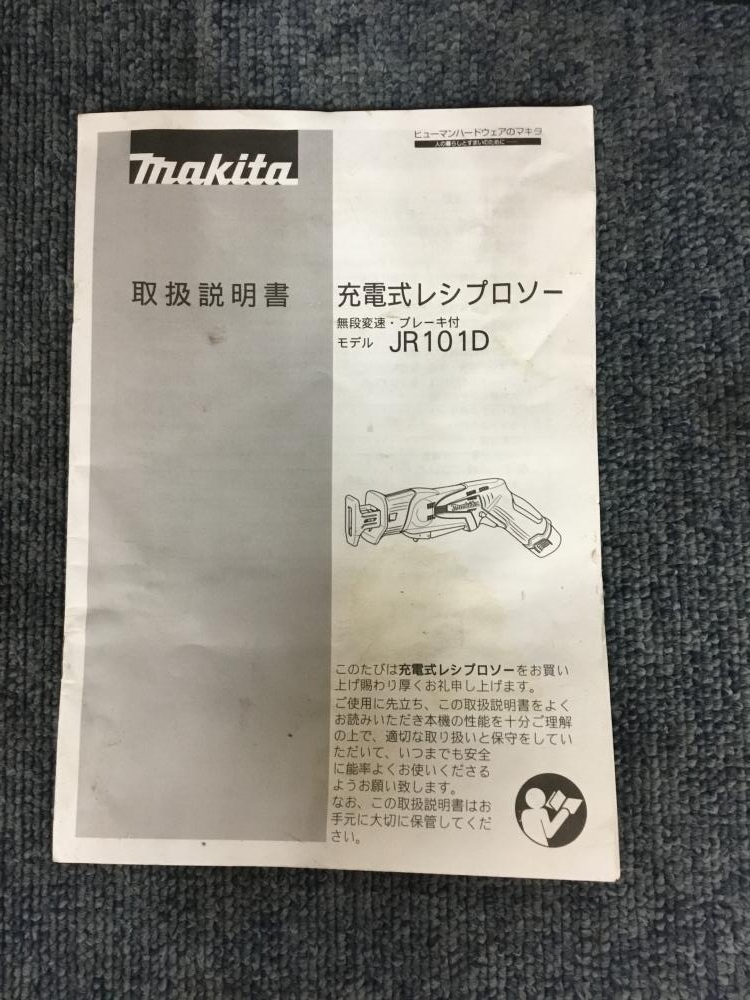 makita
ヒューマンハードウェアのマキタ
人の暮らしとすまいのために
取扱説明書
充電式レシプロソー
無段変速・ブレーキ付
モデル JR101D
makita
このたびは充電式レシプロソーをお買い
上げ賜わり厚くお礼申し上げます。
ご使用に先立ち、この取扱説明書をよく
お読みいただき本機の性能を十分ご理解
の上で、適切な取り扱いと保守をしてい
ただいて、いつまでも安全
に能率よくお使いくださる
ようお願い致します。
なお、この取扱説明書はお
手元に大切に保管してくだ
さい。